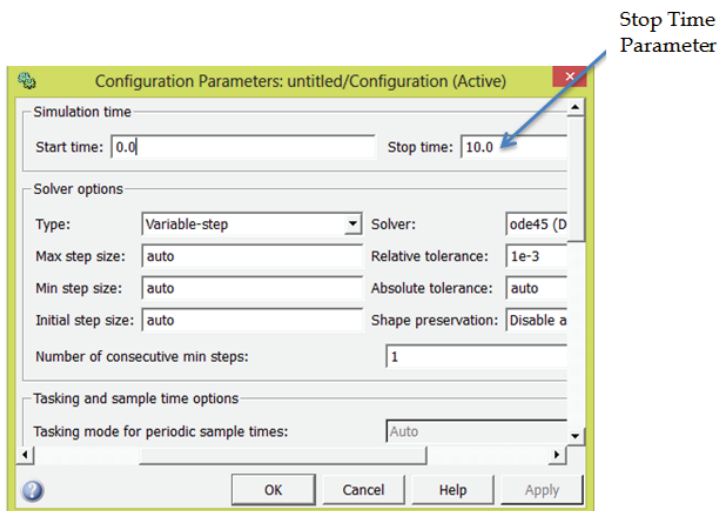 Stop Time
Parameter
Configuration Parameters: untitled/Configuration (Active)
Simulation time
Start time: 0.0 Stop time: 10.0
Solver options
Type: Variable-step Solver: ode45 (D
Max step size: auto Relative tolerance: 1e-3
Min step size: auto Absolute tolerance: auto
Initial step size: auto Shape preservation: Disable a
Number of consecutive min steps: 1
Tasking and sample time options
Tasking mode for periodic sample times: Auto
OK Cancel Help Apply